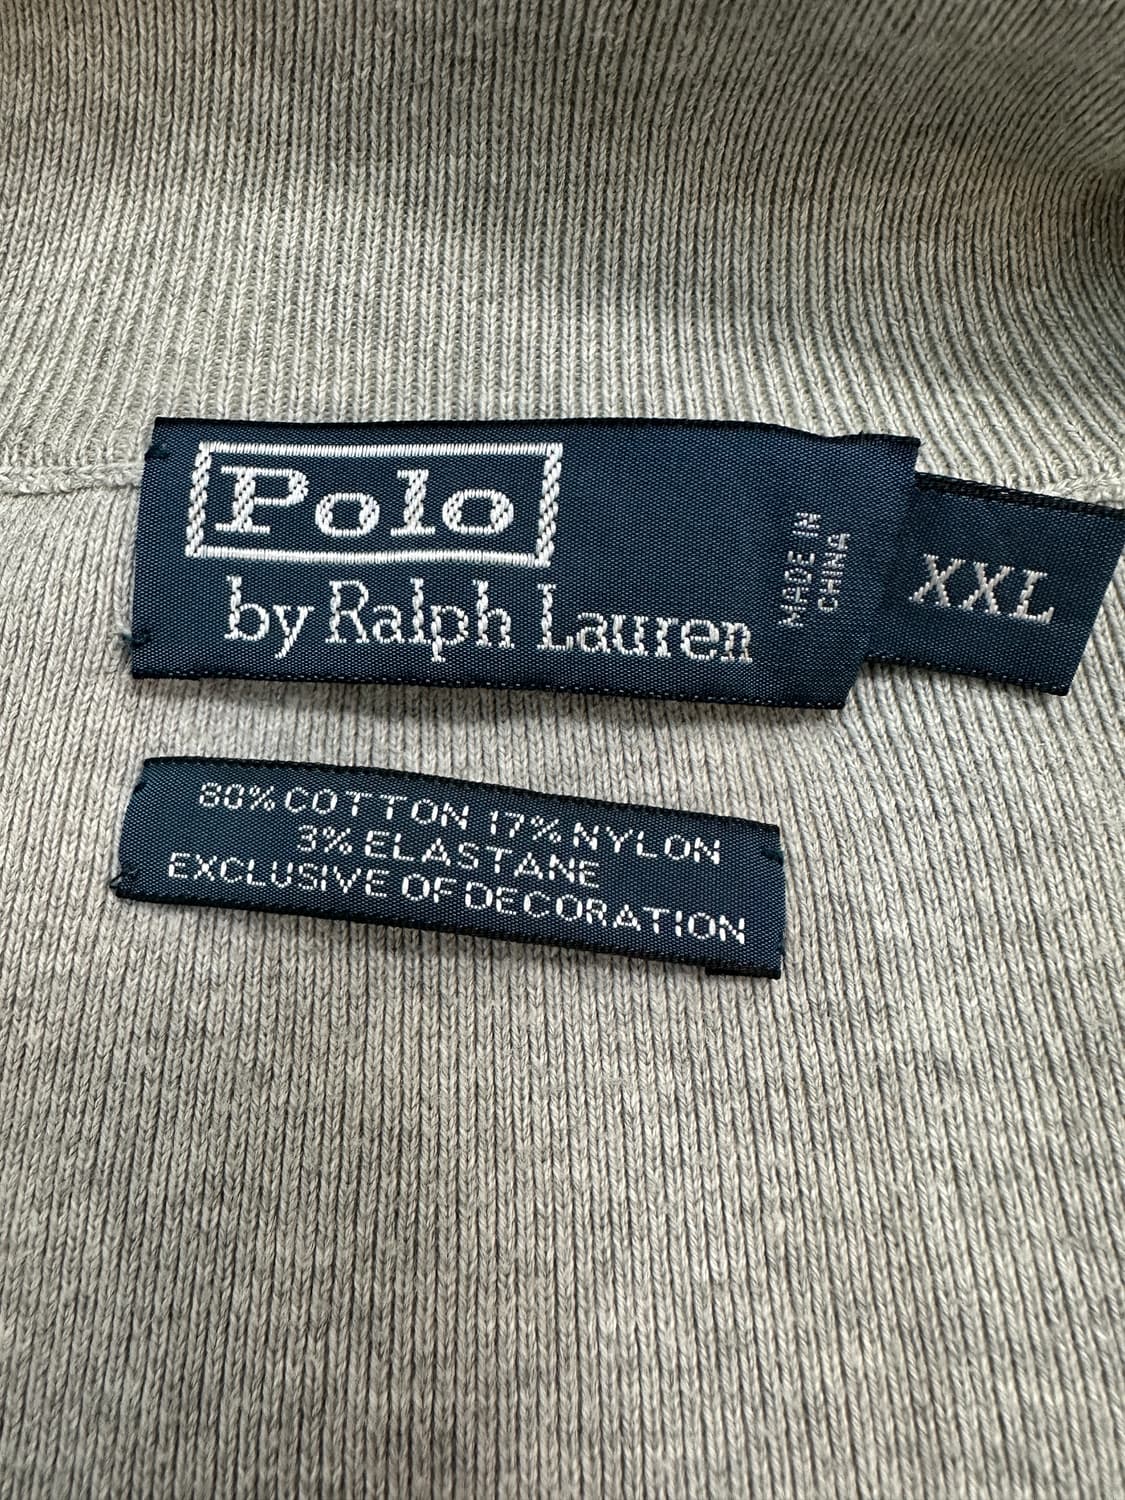 Polo
by Ralph Lauren
MADE IN
CHINA
XXL
80% COTTON 17% NYLON
3% ELASTANE
EXCLUSIVE OF DECORATION